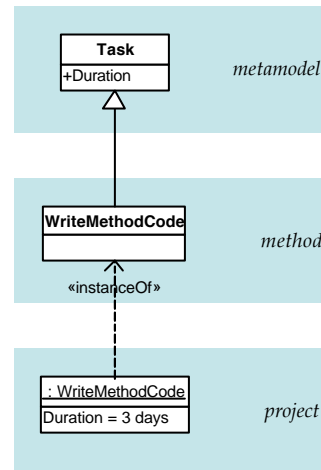 Task
+Duration
metamodel
WriteMethodCode
method
«instanceOf»
: WriteMethodCode
Duration = 3 days
project